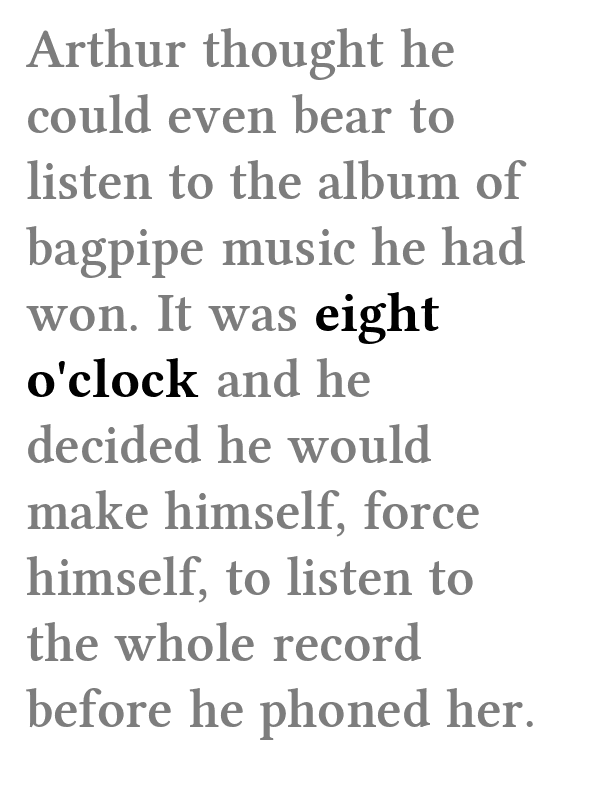 Arthur thought he
could even bear to
listen to the album of
bagpipe music he had
won. It was eight
o'clock and he
decided he would
make himself, force
himself, to listen to
the whole record
before he phoned her.